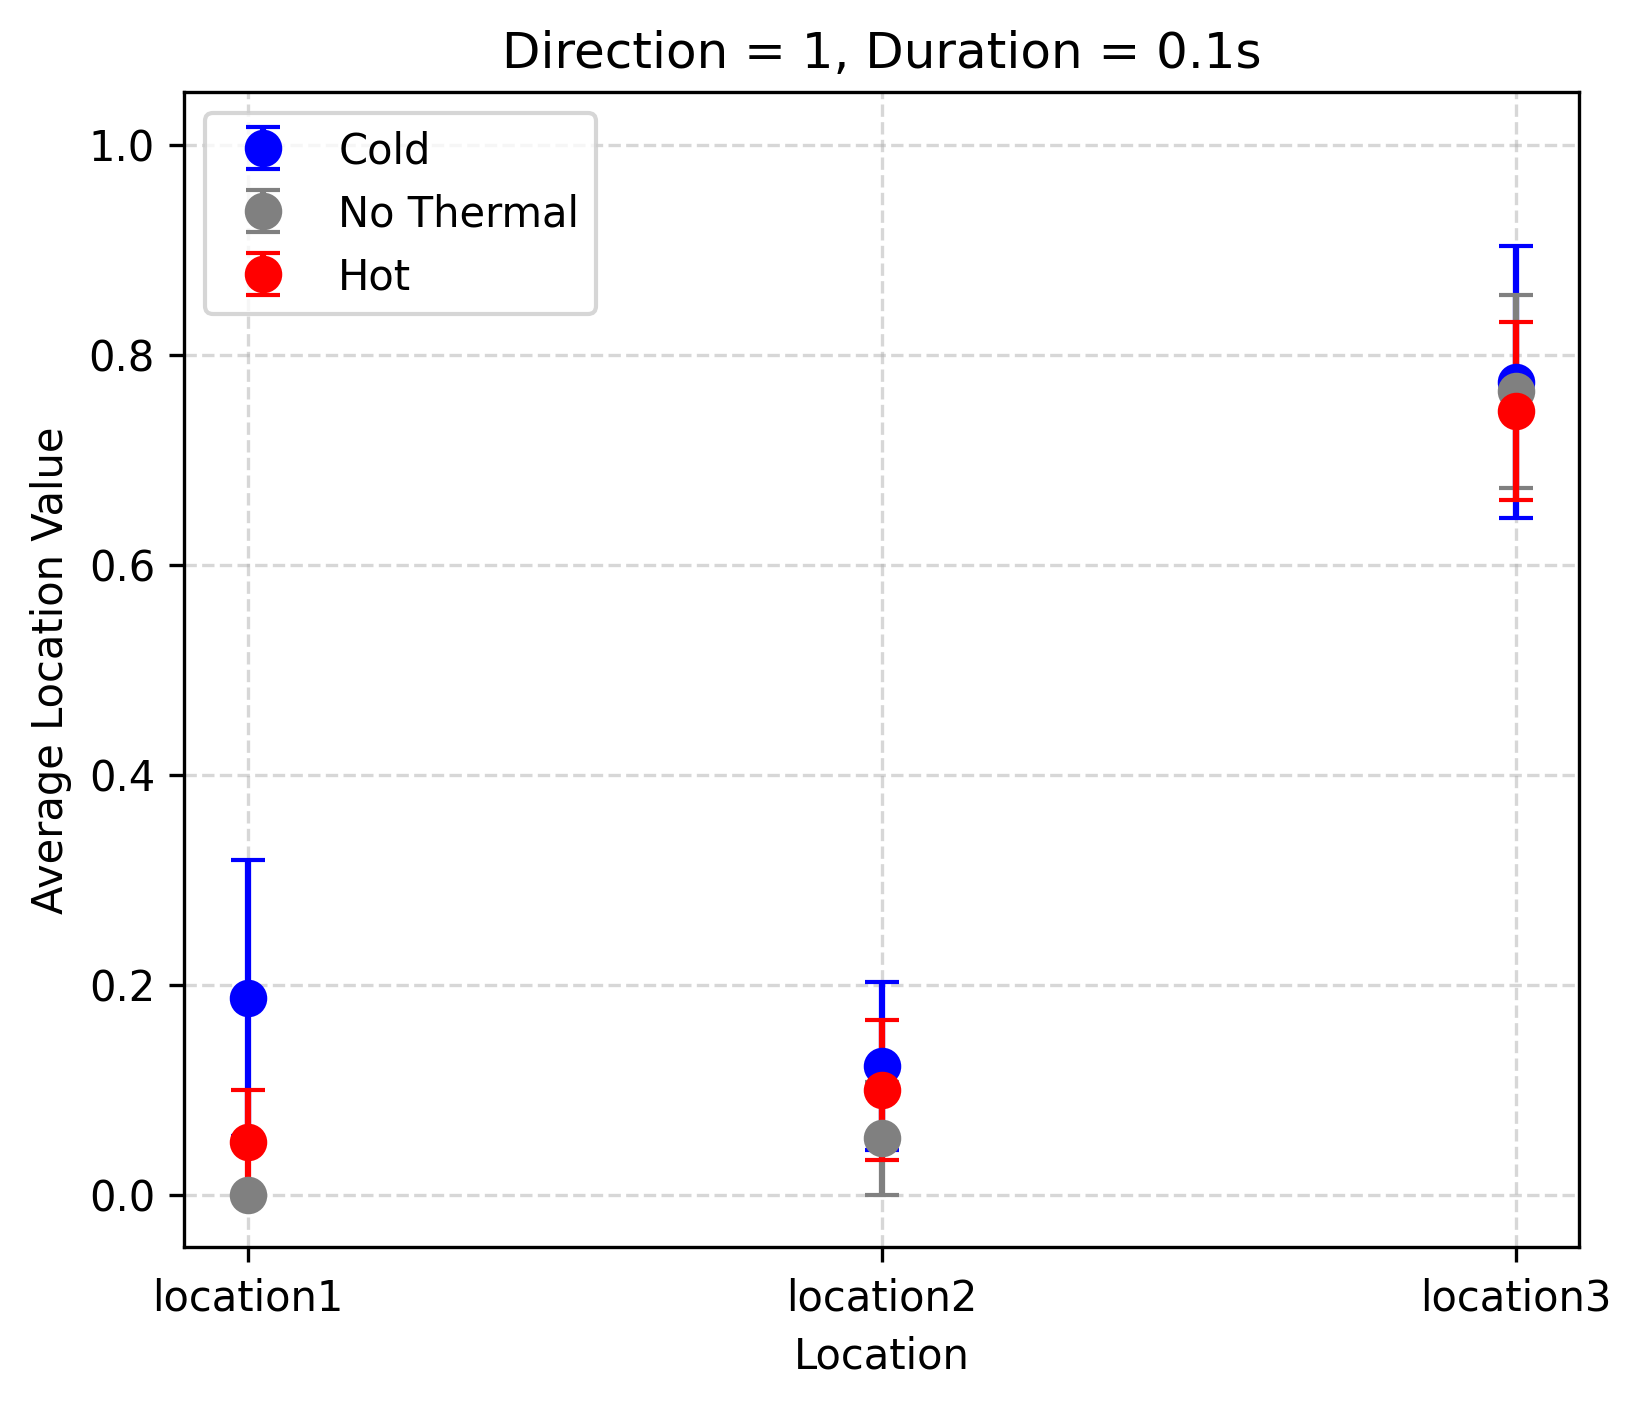 Direction = 1, Duration = 0.1s
Cold
No Thermal
Hot
1.0
0.8
0.6
0.4
0.2
0.0
Average Location Value
location1
location2
location3
Location